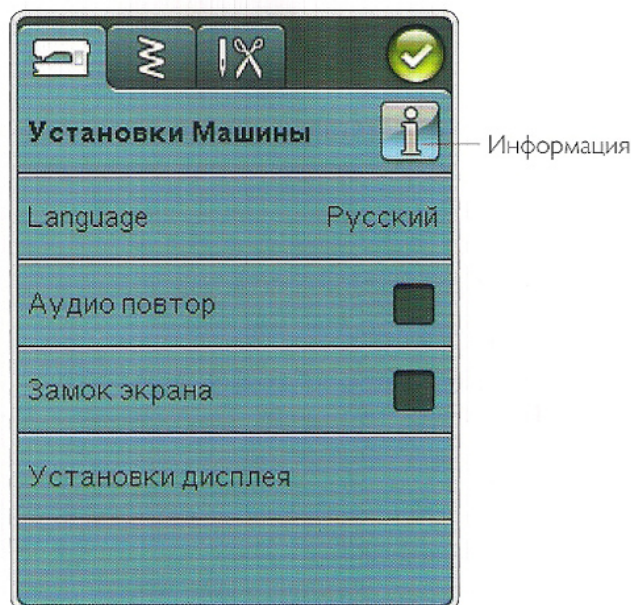 Установки Машины
Информация
Language Русский
Аудио повтор
Замок экрана
Установки дисплея